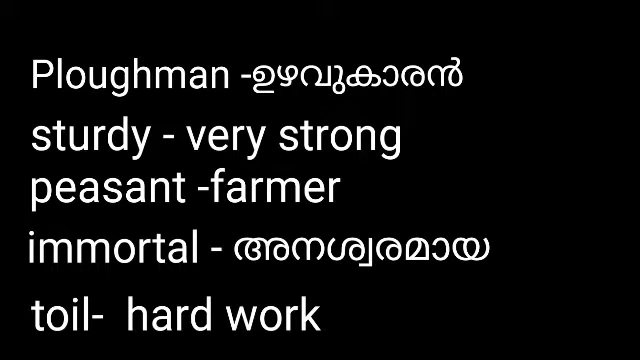 Ploughman -ഉഴവുകാരൻ
sturdy - very strong
peasant -farmer
immortal - അനശ്വരമായ
toil-  hard work